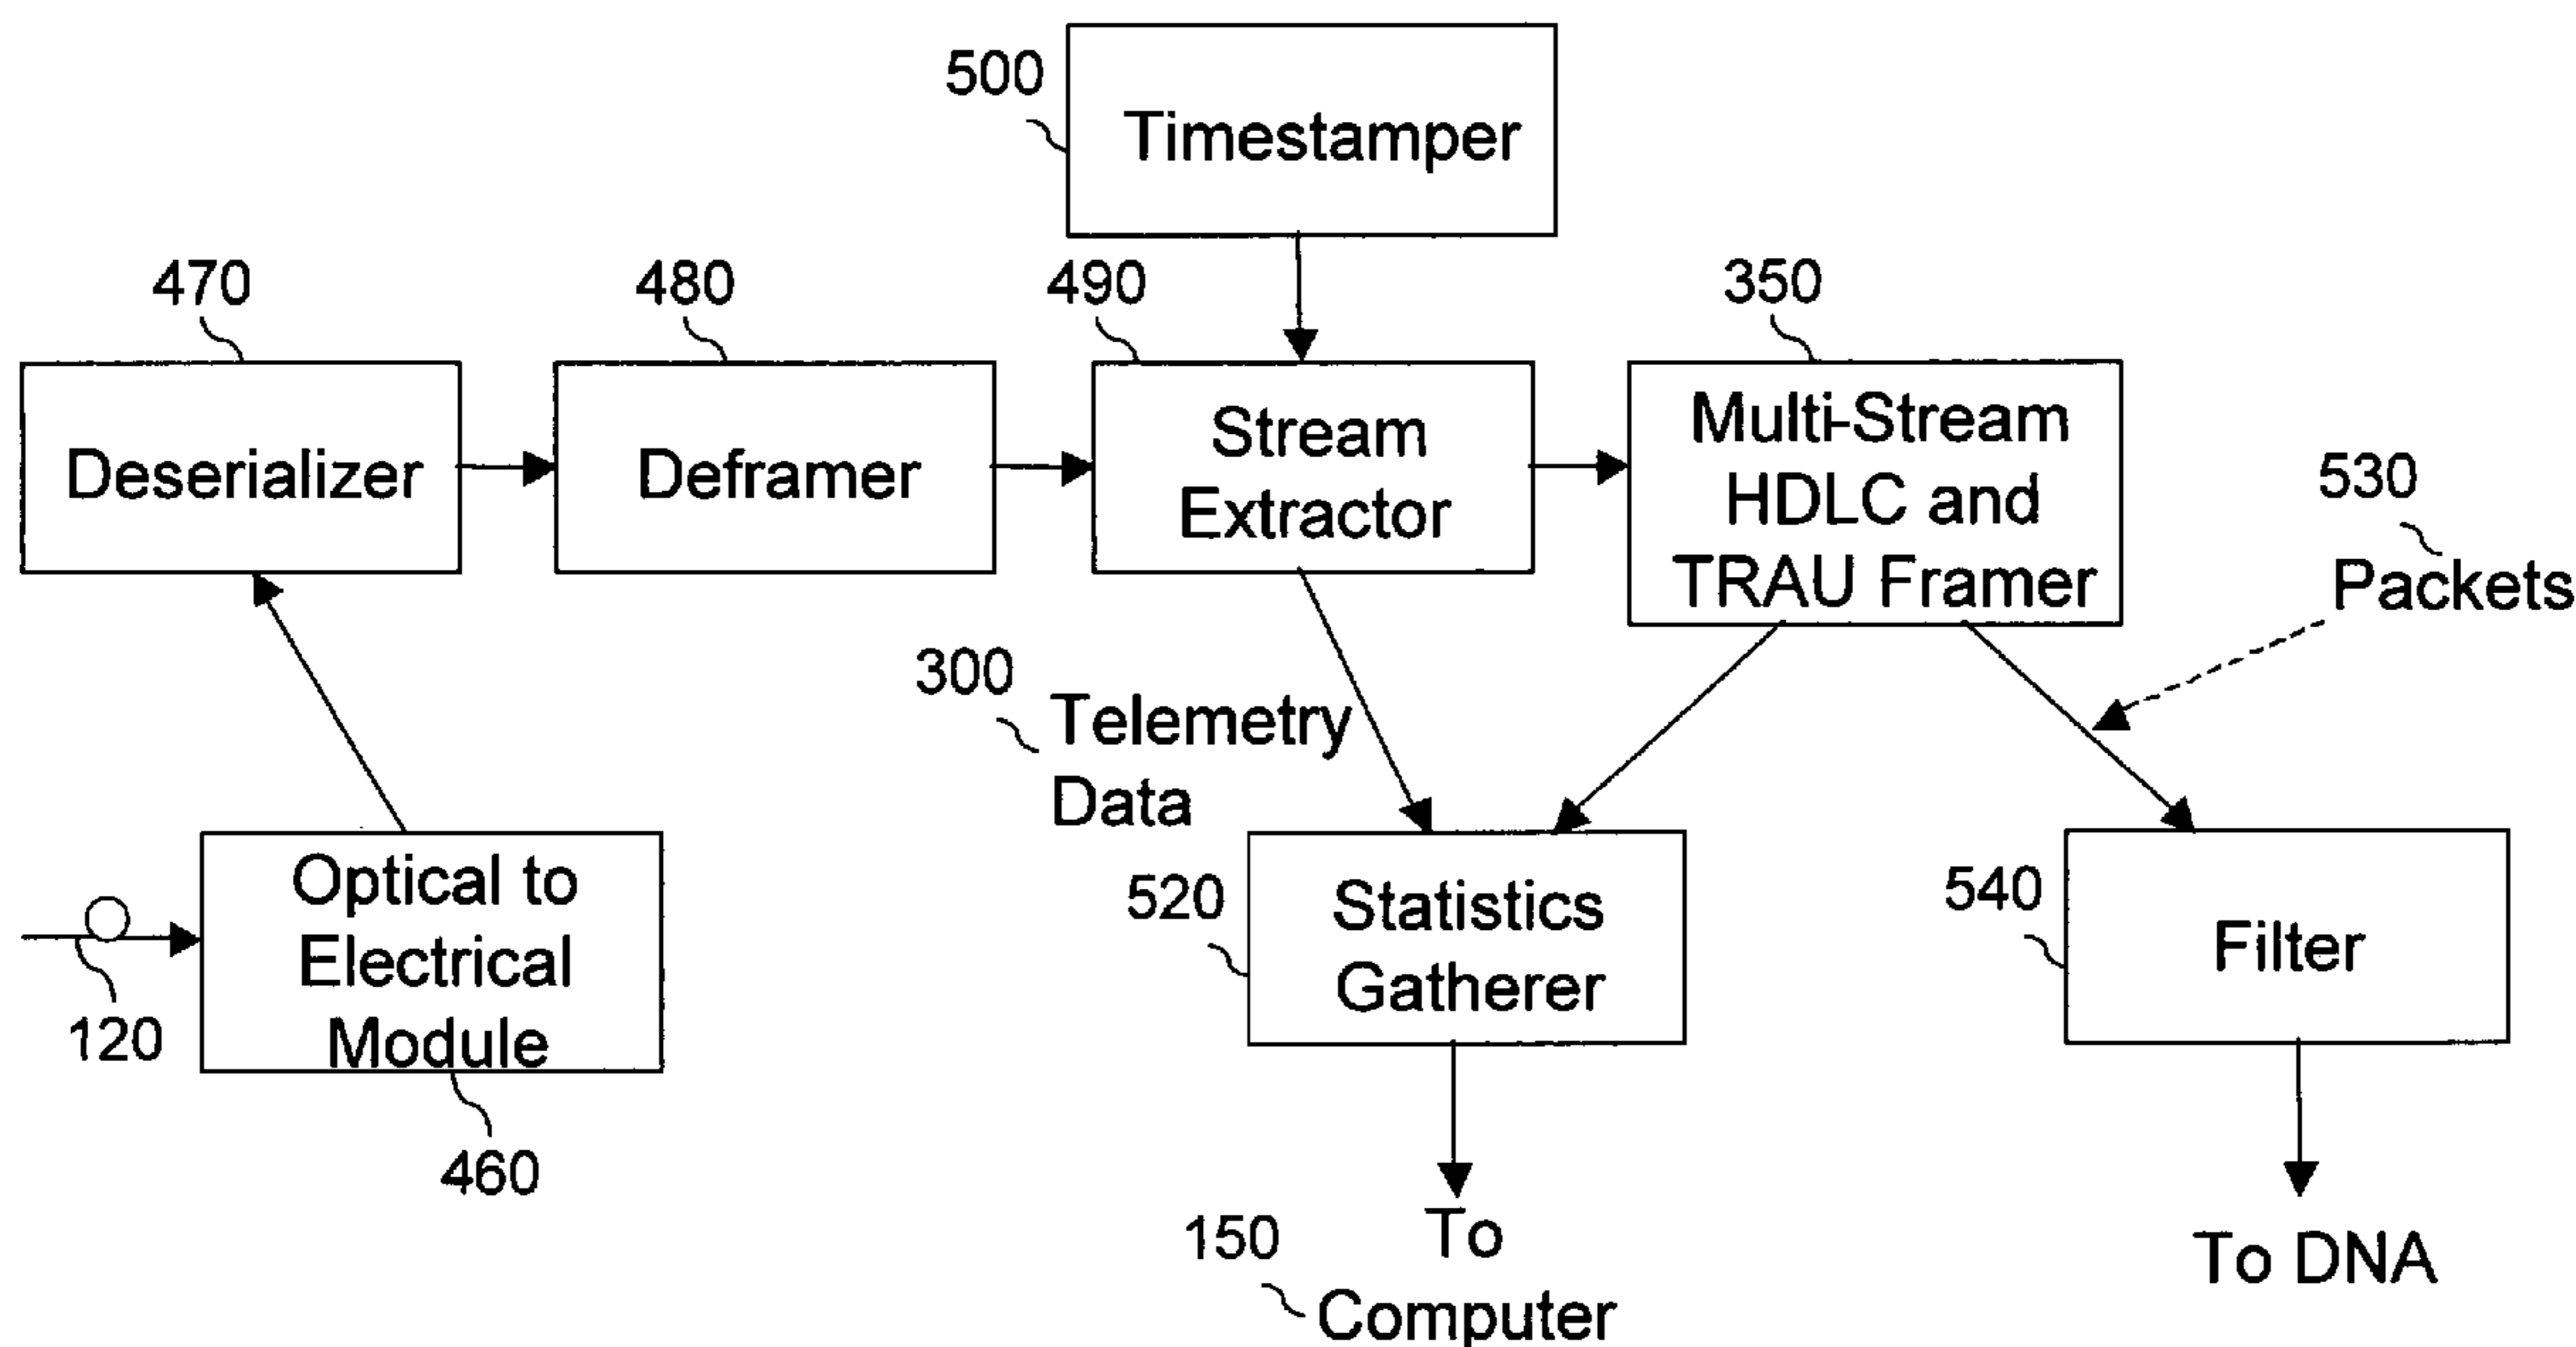 500
Timestamper
470
480
490
350
Deserializer
Deframer
Stream
Extractor
Multi-Stream
HDLC and
TRAU Framer
530
Packets
300
Telemetry
Data
120
Optical to
Electrical
Module
460
520
Statistics
Gatherer
540
Filter
150
To
Computer
To DNA